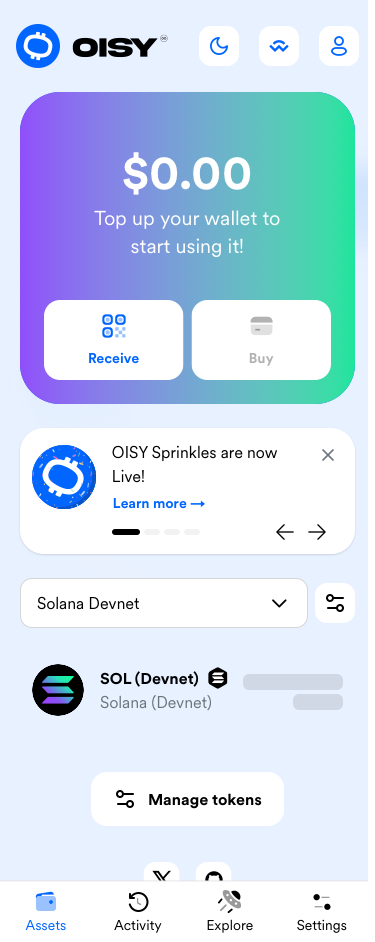 OISY
$0.00
Top up your wallet to
start using it!
Receive
Buy
OISY Sprinkles are now
Live!
Learn more →
Solana Devnet
SOL (Devnet)
Solana (Devnet)
Manage tokens
Assets
Activity
Explore
Settings